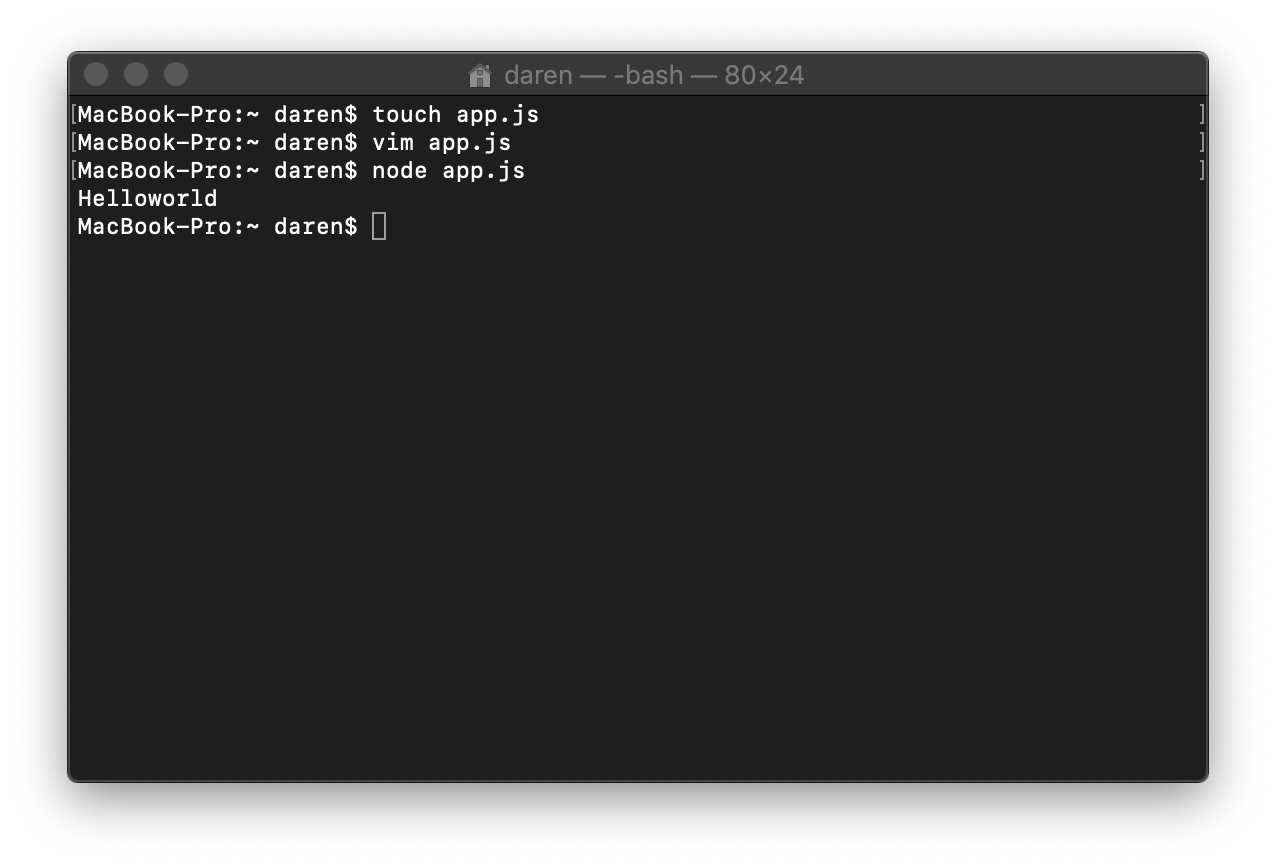 daren — -bash — 80×24
[MacBook-Pro:~ daren$ touch app.js ]
[MacBook-Pro:~ daren$ vim app.js ]
[MacBook-Pro:~ daren$ node app.js ]
Helloworld
MacBook-Pro:~ daren$